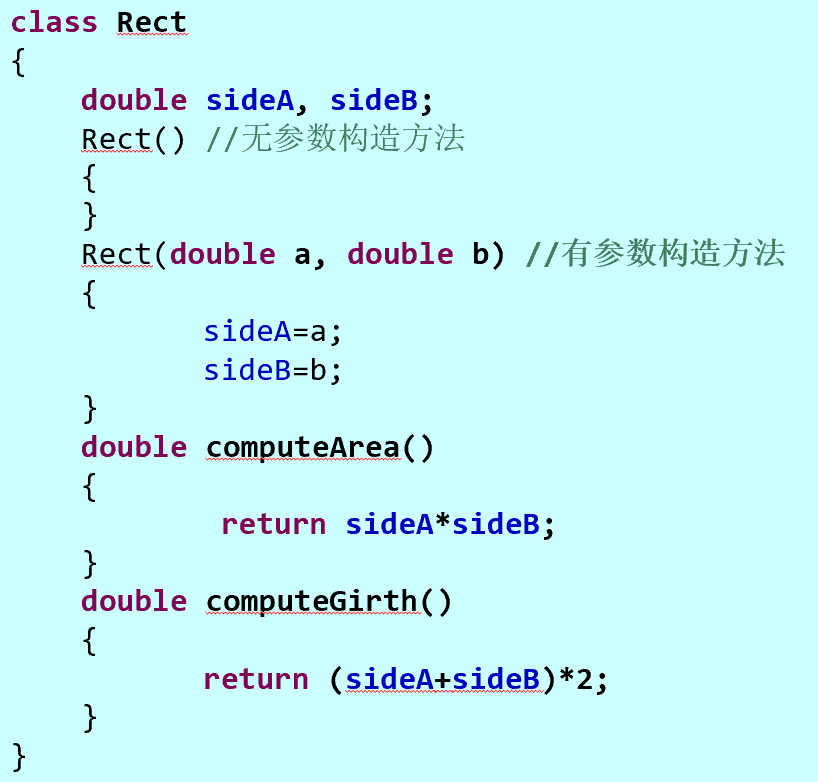 class Rect
{
    double sideA, sideB;
    Rect() //无参数构造方法
    {
    }
    Rect(double a, double b) //有参数构造方法
    {
        sideA=a;
        sideB=b;
    }
    double computeArea()
    {
        return sideA*sideB;
    }
    double computeGirth()
    {
        return (sideA+sideB)*2;
    }
}